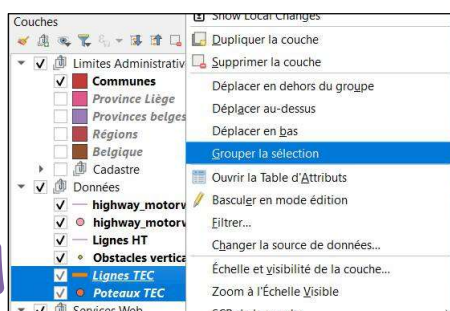 Couches
Limites Administrativ
Communes
Province Liège
Provinces belges
Régions
Belgique
Cadastre
Données
highway_motorw
highway_motorw
Lignes HT
Obstacles vertica
Lignes TEC
Poteaux TEC
Services Web
Show Local Changes
Dupliquer la couche
Supprimer la couche
Déplacer en dehors du groupe
Déplacer au-dessus
Déplacer en bas
Grouper la sélection
Ouvrir la Table d'Attributs
Basculer en mode édition
Filtrer...
Changer la source de données...
Échelle et visibilité de la couche...
Zoom à l'Échelle Visible